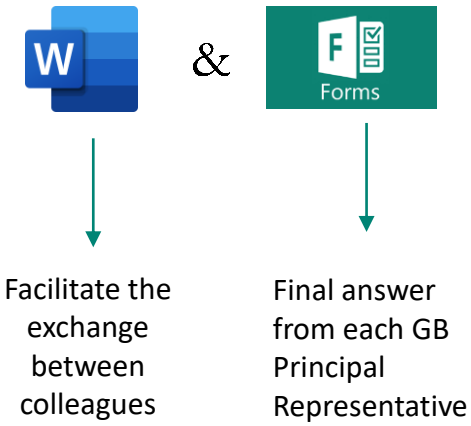 W
&
F
Forms
Facilitate the
exchange
between
colleagues
Final answer
from each GB
Principal
Representative